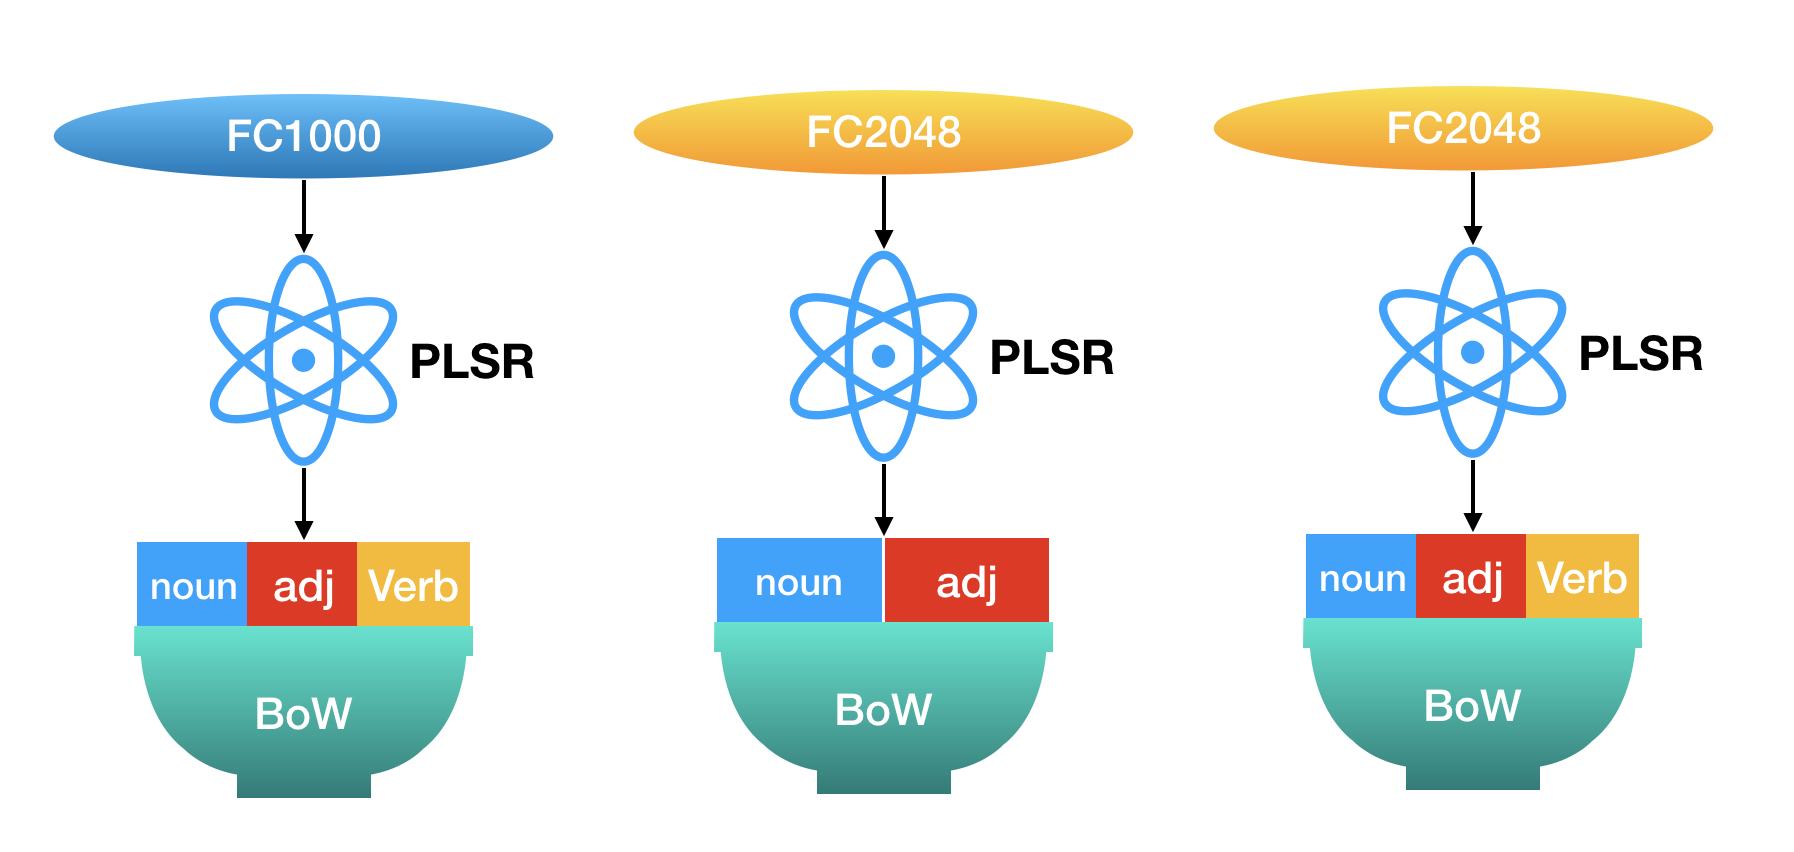 FC1000
PLSR
noun adj Verb
BoW
FC2048
PLSR
noun adj
BoW
FC2048
PLSR
noun adj Verb
BoW